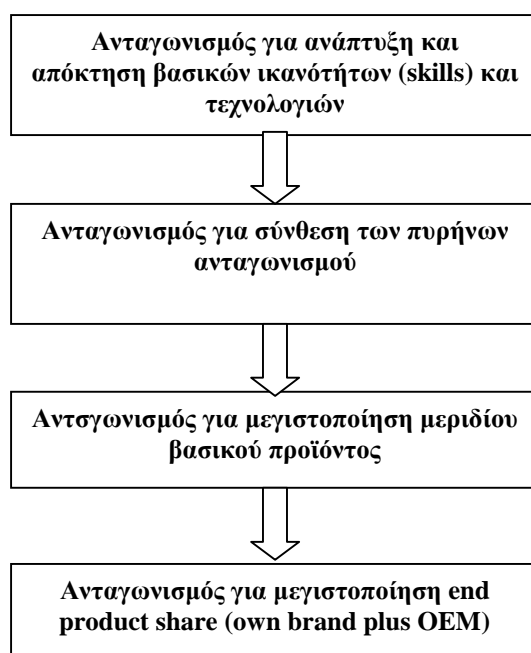 Ανταγωνισμός για ανάπτυξη και
απόκτηση βασικών ικανότήτων (skills) και
τεχνολογιών
Ανταγωνισμός για σύνθεση των πυρήνων
ανταγωνισμού
Αντσγωνισμός για μεγιστοποίηση μεριδίου
βασικού προϊόντος
Ανταγωνισμός για μεγιστοποίηση end
product share (own brand plus OEM)